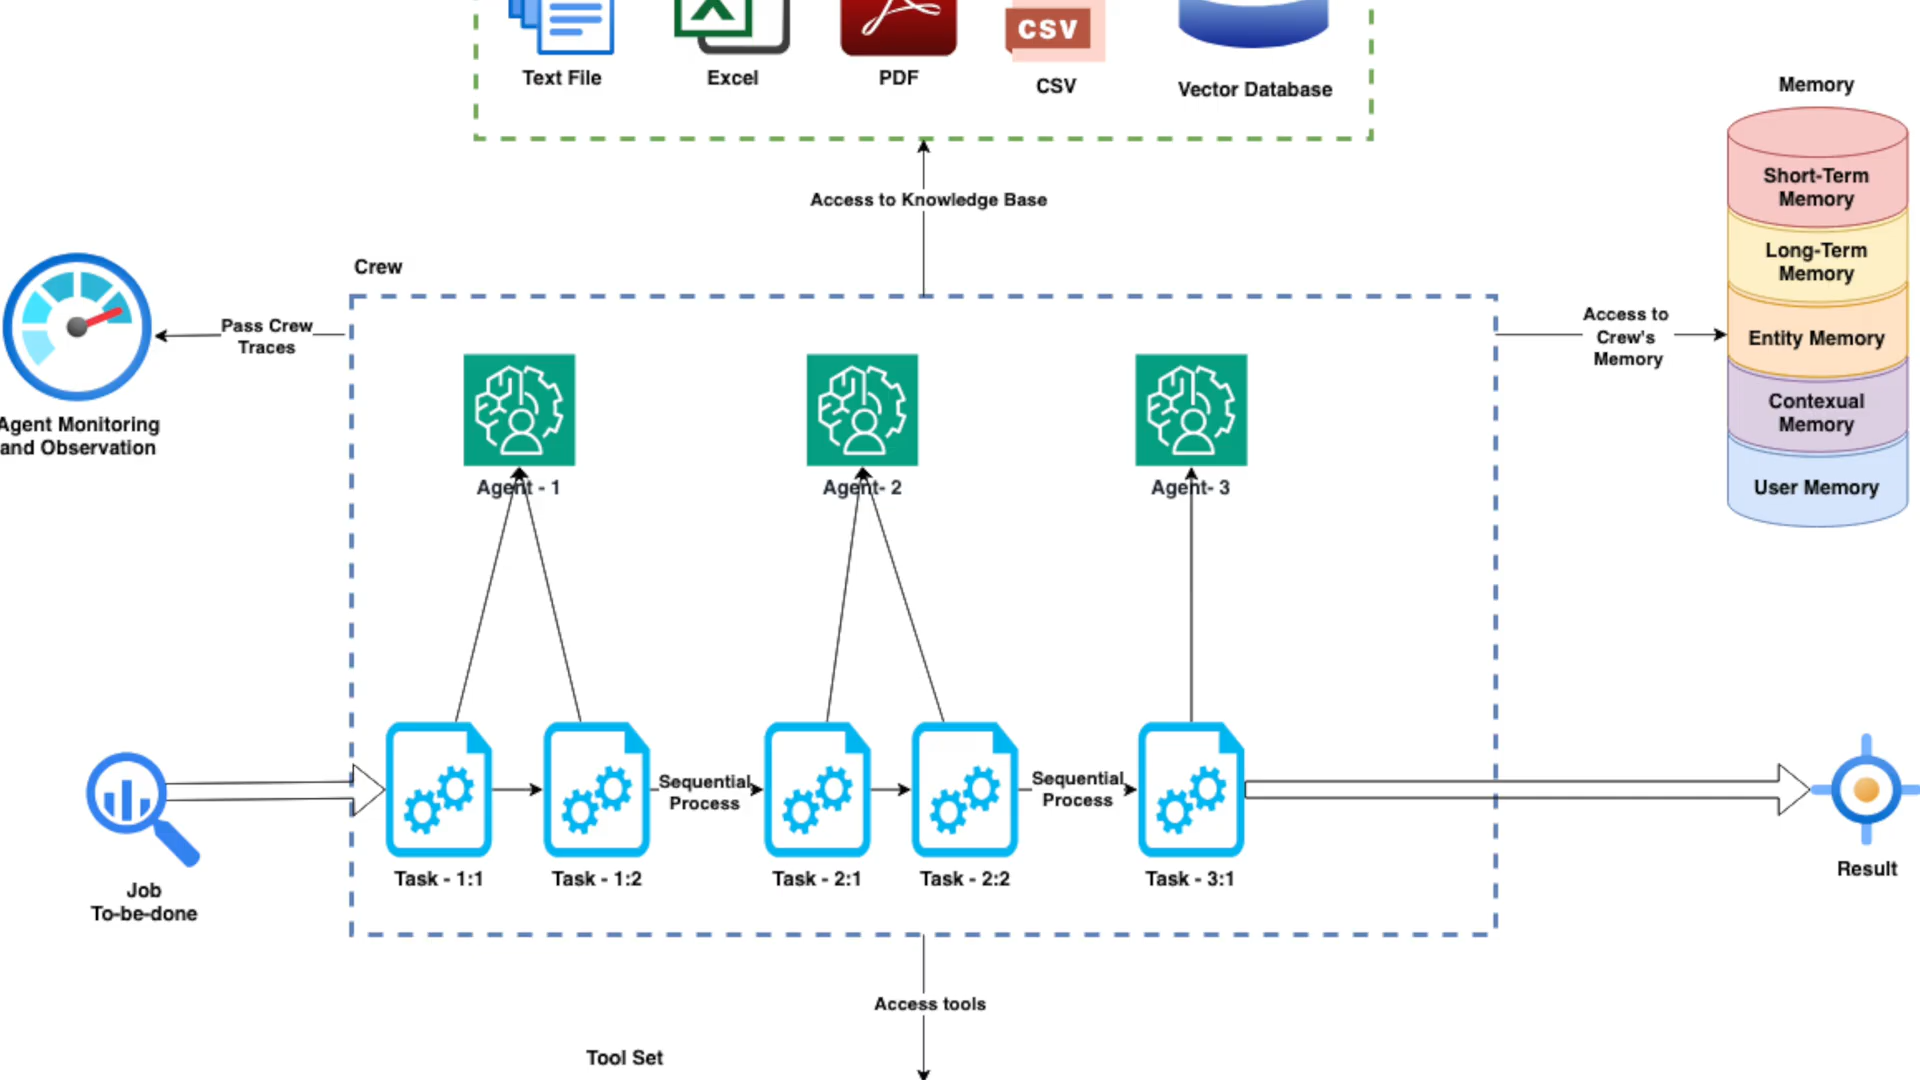 CSV
Text File
Excel
PDF
CSV
Vector Database
Memory
Short-Term
Memory
Long-Term
Memory
Entity Memory
Contexual
Memory
User Memory
Access to Knowledge Base
Crew
Pass Crew
Traces
Access to
Crew's
Memory
Agent Monitoring
and Observation
Agent - 1
Agent- 2
Agent- 3
Sequential
Process
Sequential
Process
Task - 1:1
Task - 1:2
Task - 2:1
Task - 2:2
Task - 3:1
Job
To-be-done
Result
Access tools
Tool Set